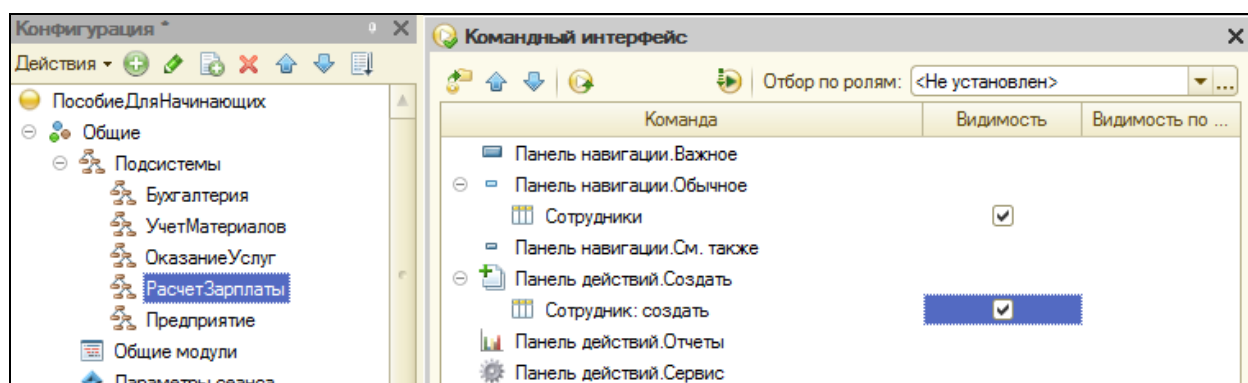 Конфигурация *
Действия
ПособиеДляНачинающих
Общие
Подсистемы
Бухгалтерия
УчетМатериалов
ОказаниеУслуг
РасчетЗарплаты
Предприятие
Общие модули
Параметры сеанса
Командный интерфейс
Отбор по ролям: <Не установлен> ...
Команда Видимость Видимость по ...
Панель навигации.Важное
Панель навигации.Обычное
Сотрудники
Панель навигации.См. также
Панель действий.Создать
Сотрудник: создать
Панель действий.Отчеты
Панель действий.Сервис